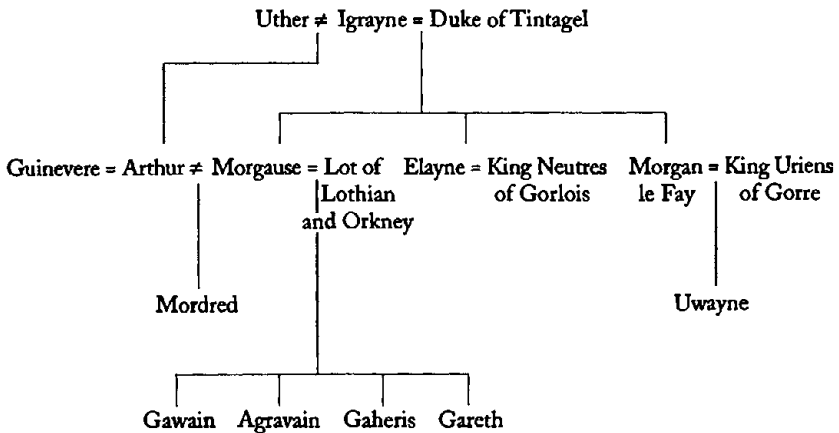 Uther ≠ Igrayne = Duke of Tintagel
Guinevere = Arthur ≠ Morgause = Lot of Lothian and Orkney
Elayne = King Neutres of Gorlois
Morgan le Fay = King Uriens of Gorre
Mordred
Uwayne
Gawain Agravain Gaheris Gareth